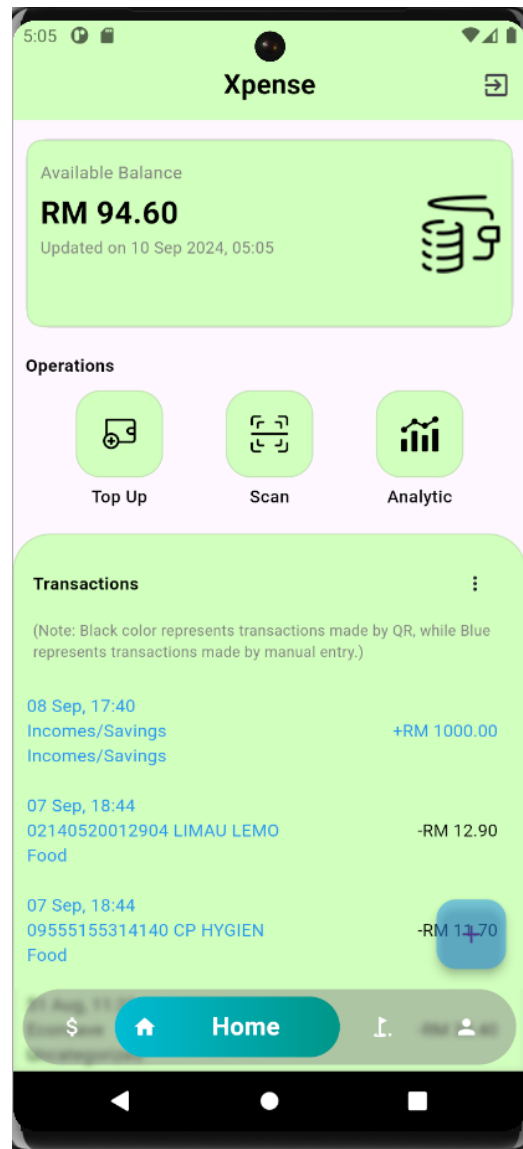 5:05
Xpense
Available Balance
RM 94.60
Updated on 10 Sep 2024, 05:05
Operations
Top Up
Scan
Analytic
Transactions
(Note: Black color represents transactions made by QR, while Blue
represents transactions made by manual entry.)
08 Sep, 17:40
Incomes/Savings
+RM 1000.00
Incomes/Savings
07 Sep, 18:44
02140520012904 LIMAU LEMO
-RM 12.90
Food
07 Sep, 18:44
09555155314140 CP HYGIEN
-RM 11.70
Food
$
Home